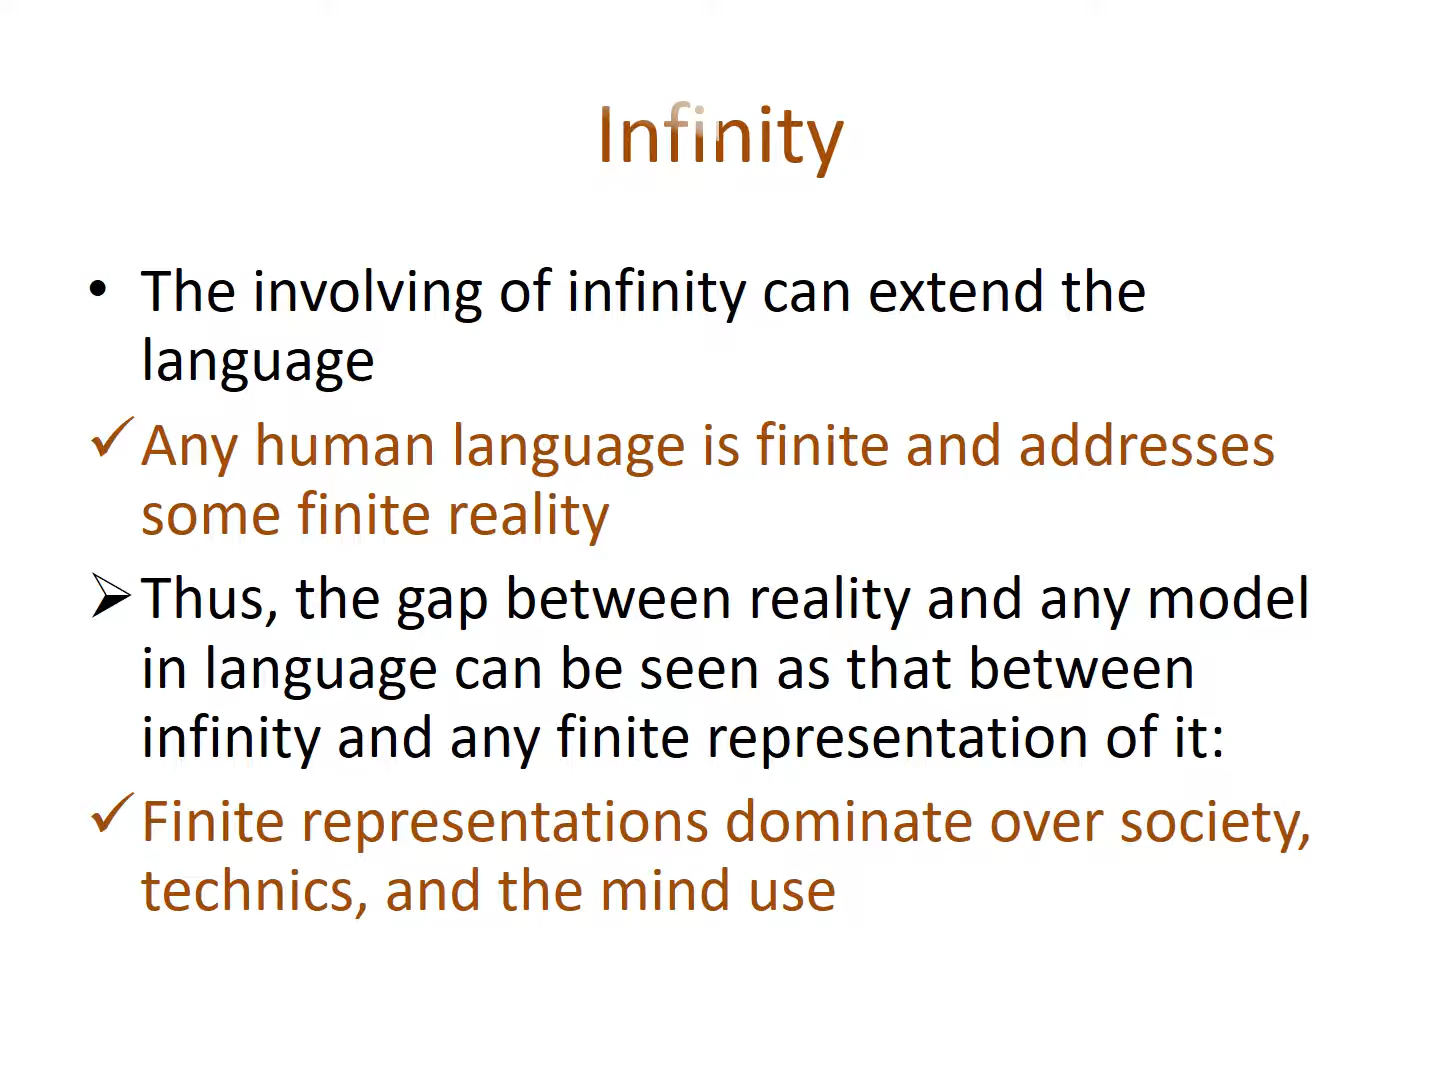 Infinity
• The involving of infinity can extend the
language
✓ Any human language is finite and addresses
some finite reality
➢ Thus, the gap between reality and any model
in language can be seen as that between
infinity and any finite representation of it:
✓ Finite representations dominate over society,
technics, and the mind use